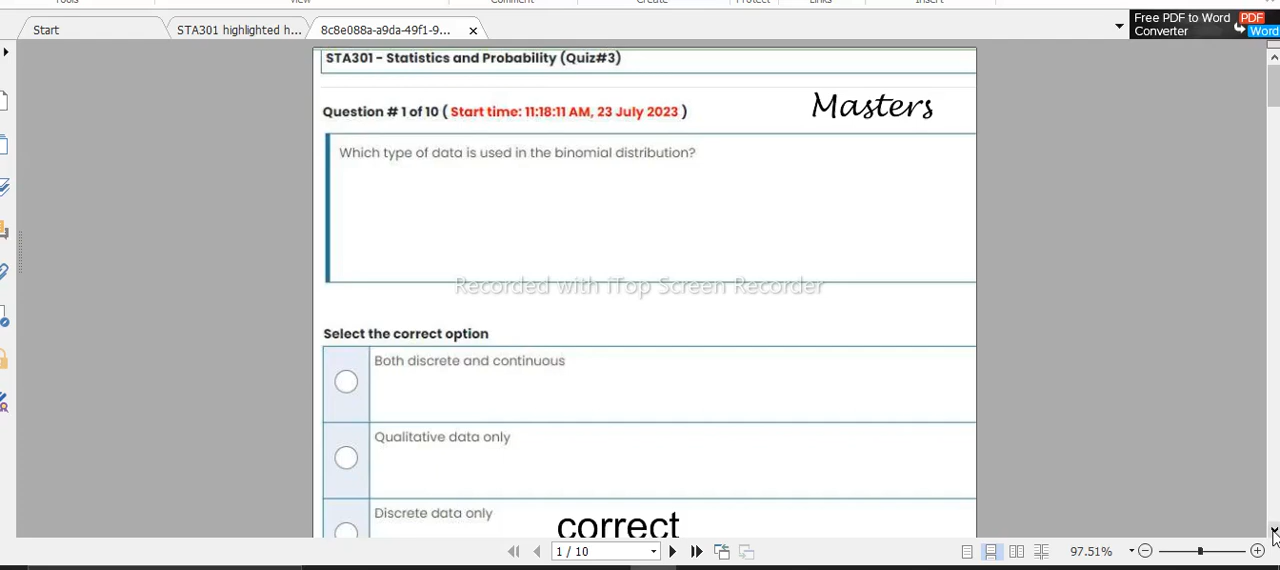 Start
STA301 highlighted h...
8c8e088a-a9da-49f1-9...
Free PDF to Word
Converter
PDF
Word
STA301 - Statistics and Probability (Quiz#3)
Question # 1 of 10 ( Start time: 11:18:11 AM, 23 July 2023 )
Masters
Which type of data is used in the binomial distribution?
Recorded with iTop Screen Recorder
Select the correct option
Both discrete and continuous
Qualitative data only
Discrete data only
correct
1 / 10
97.51%